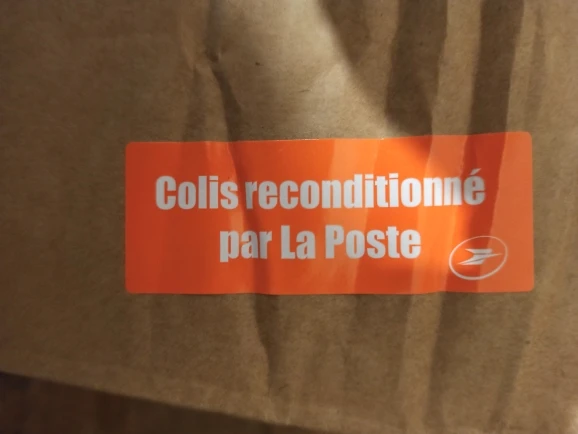 Colis reconditionné
par La Poste